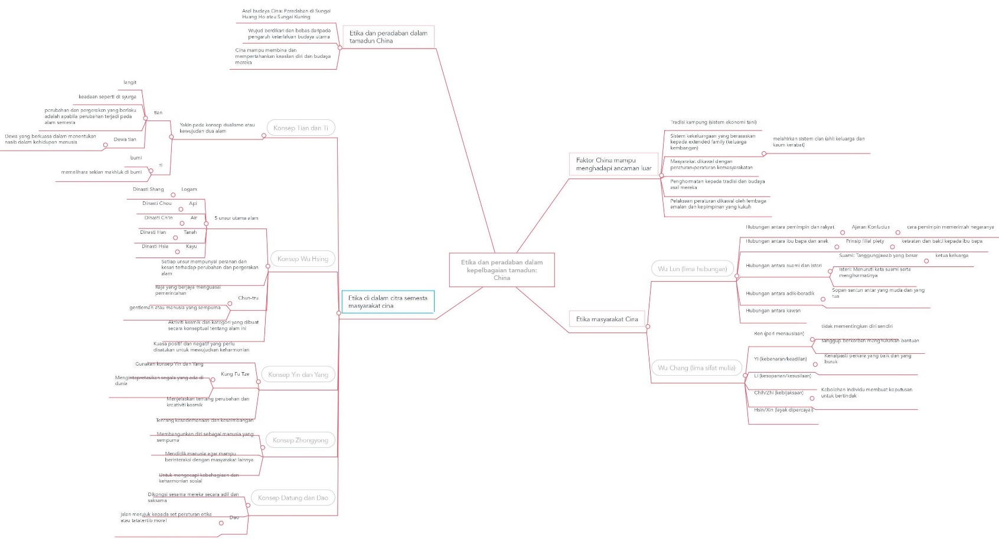 Asal budaya Cina: Peradaban di Sungai
Huang Ho atau Sungai Kuning
Wujud berdikari dan bebas daripada
pengaruh keterlaluan budaya utama
Cina mampu membina dan
mempertahankan keaslian diri dan budaya
mereka
Etika dan peradaban dalam
tamadun China
langit
keadaan seperti di syurga
perubahan dan pergerakan yang berlaku
adalah apabila perubahan terjadi pada
alam semesta
tian
Dewa yang berkuasa dalam menentukan
nasib dalam kehidupan manusia
Dewa tian
bumi
memelihara sekian makhluk di bumi
ti
Yakin pada konsep dualisme atau
kewujudan dua alam
Konsep Tian dan Ti
Dinasti Shang
Logam
Dinasti Chou
Api
Dinasti Ch'in
Air
Dinasti Han
Tanah
Dinasti Hsia
Kayu
5 unsur utama alam
Setiap unsur mempunyai peranan dan
kesan terhadap perubahan dan pergerakan
alam
Raja yang berjaya menguasai
pemerintahan
gentleman atau manusia yang sempurna
Chun-tzu
Aktiviti kosmik dan kategori yang dibuat
secara konseptual tentang alam ini
Kuasa positif dan negatif yang perlu
disatukan untuk mewujudkan keharmonian
Konsep Wu Hsing
Gunakan konsep Yin dan Yang
Mengintepretasikan segala yang ada di
dunia
Kung Fu Tze
Menjelaskan tentang perubahan dan
kreativiti kosmik
Tentang kesederhanaan dan keseimbangan
Konsep Yin dan Yang
Membangunkan diri sebagai manusia yang
sempurna
Mendidik manusia agar mampu
berinteraksi dengan masyarakat lainnya
Untuk mengecapi kebahagiaan dan
keharmonian sosial
Konsep Zhongyong
Dikongsi sesama mereka secara adil dan
saksama
jalan merujuk kepada set peraturan etika
atau tatatertib moral
Dao
Konsep Datung dan Dao
Etika di dalam citra semesta
masyarakat cina
Etika dan peradaban dalam
kepelbagaian tamadun:
China
Faktor China mampu
menghadapi ancaman luar
Tradisi kampung (sistem ekonomi tani)
Sistem kekeluargaan yang berasaskan
kepada extended family (keluarga
kembangan)
melahirkan sistem clan (ahli keluarga dan
kaum kerabat)
Masyarakat dikawal dengan
peraturan-peraturan kemasyarakatan
Penghormatan kepada tradisi dan budaya
asal mereka
Pelaksaan peraturan dikawal oleh lembaga
amalan dan kepimpinan yang kukuh
Etika masyarakat Cina
Wu Lun (lima hubungan)
Hubungan antara pemimpin dan rakyat
Ajaran Konfucius
cara pemimpin memerintah negaranya
Hubungan antara ibu bapa dan anak
Prinsip filial piety
ketaatan dan bakti kepada ibu bapa
Hubungan antara suami dan isteri
Suami: Tanggungjawab yang besar
ketua keluarga
Isteri: Menuruti kata suami serta
menghormatinya
Hubungan antara adik-beradik
Sopan santun antar yang muda dan yang
tua
Hubungan antara kawan
Wu Chang (lima sifat mulia)
Ren (peri menausiaan)
tidak mementingkan diri sendiri
sanggup berkorban menghulurkan bantuan
Yi (kebenaran/keadilan)
Kenalpasti perkara yang baik dan yang
buruk
Li (kesopanan/kesusilaan)
Chih/Zhi (kebijaksaan)
Kebolehan individu membuat keputusan
untuk bertindak
Hsin/Xin (layak dipercayai)